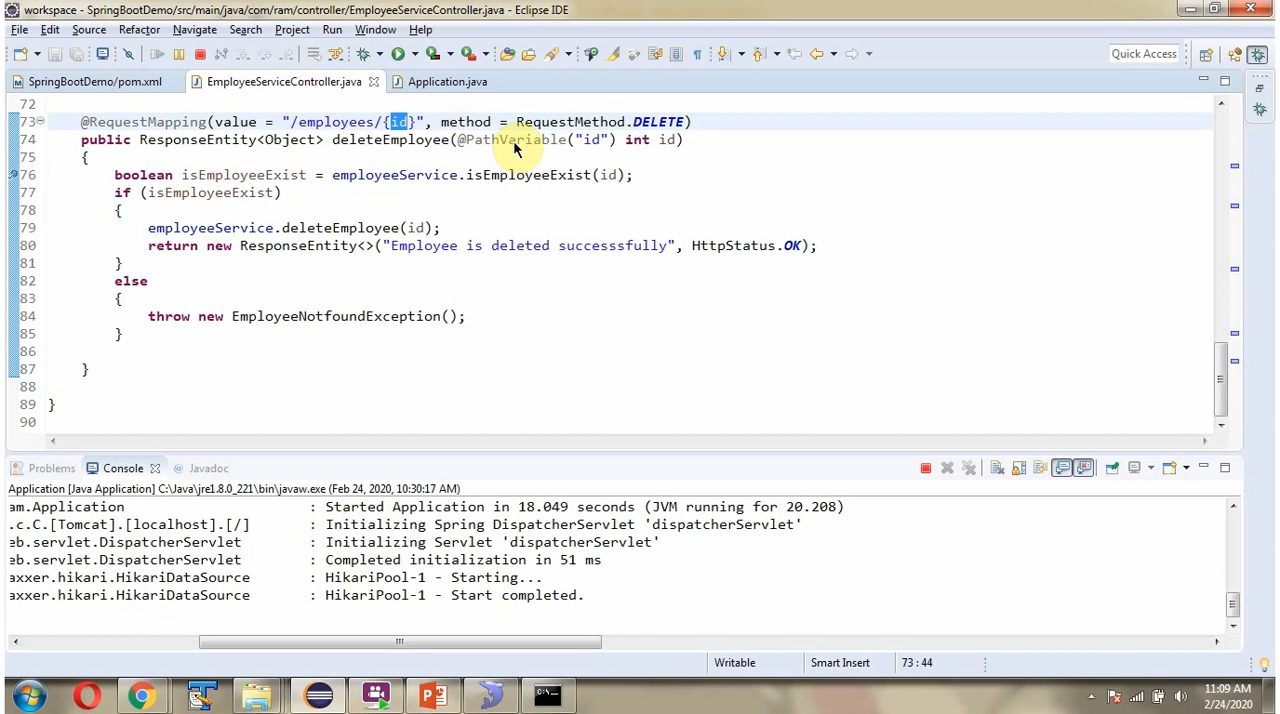 workspace - SpringBootDemo/src/main/java/com/ram/controller/EmployeeServiceController.java - Eclipse IDE
File Edit Source Refactor Navigate Search Project Run Window Help
Quick Access
SpringBootDemo/pom.xml EmployeeServiceController.java Application.java
72
73 @RequestMapping(value = "/employees/{id}", method = RequestMethod.DELETE)
74 public ResponseEntity<Object> deleteEmployee(@PathVariable("id") int id)
75 {
76 boolean isEmployeeExist = employeeService.isEmployeeExist(id);
77 if (isEmployeeExist)
78 {
79 employeeService.deleteEmployee(id);
80 return new ResponseEntity<>("Employee is deleted successsfully", HttpStatus.OK);
81 }
82 else
83 {
84 throw new EmployeeNotfoundException();
85 }
86
87 }
88
89 }
90
Problems Console Javadoc
Application [Java Application] C:\Java\jre1.8.0_221\bin\javaw.exe (Feb 24, 2020, 10:30:17 AM)
am.Application : Started Application in 18.049 seconds (JVM running for 20.208)
.c.C.[Tomcat].[localhost].[/] : Initializing Spring DispatcherServlet 'dispatcherServlet'
eb.servlet.DispatcherServlet : Initializing Servlet 'dispatcherServlet'
eb.servlet.DispatcherServlet : Completed initialization in 51 ms
axxer.hikari.HikariDataSource : HikariPool-1 - Starting...
axxer.hikari.HikariDataSource : HikariPool-1 - Start completed.
Writable Smart Insert 73 : 44
11:09 AM
2/24/2020